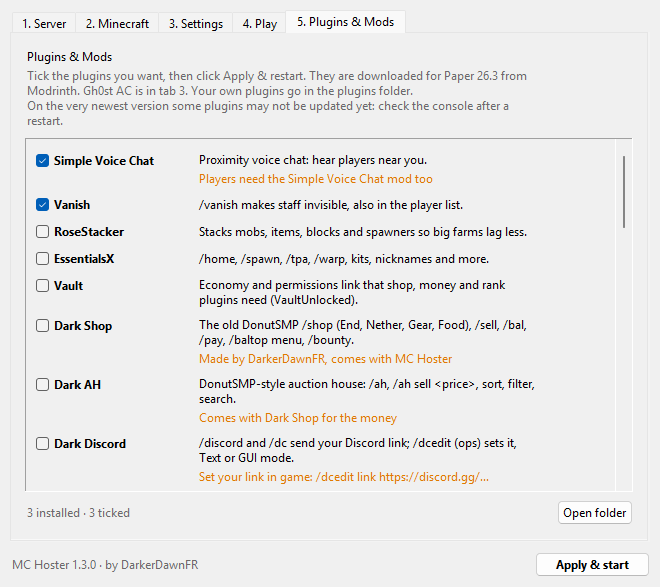 1. Server
2. Minecraft
3. Settings
4. Play
5. Plugins & Mods
Plugins & Mods
Tick the plugins you want, then click Apply & restart. They are downloaded for Paper 26.3 from
Modrinth. Gh0st AC is in tab 3. Your own plugins go in the plugins folder.
On the very newest version some plugins may not be updated yet: check the console after a
restart.
Simple Voice Chat
Proximity voice chat: hear players near you.
Players need the Simple Voice Chat mod too
Vanish
/vanish makes staff invisible, also in the player list.
RoseStacker
Stacks mobs, items, blocks and spawners so big farms lag less.
EssentialsX
/home, /spawn, /tpa, /warp, kits, nicknames and more.
Vault
Economy and permissions link that shop, money and rank
plugins need (VaultUnlocked).
Dark Shop
The old DonutSMP /shop (End, Nether, Gear, Food), /sell, /bal,
/pay, /baltop menu, /bounty.
Made by DarkerDawnFR, comes with MC Hoster
Dark AH
DonutSMP-style auction house: /ah, /ah sell <price>, sort, filter,
search.
Comes with Dark Shop for the money
Dark Discord
/discord and /dc send your Discord link; /dcedit (ops) sets it,
Text or GUI mode.
Set your link in game: /dcedit link https://discord.gg/...
3 installed · 3 ticked
Open folder
MC Hoster 1.3.0 · by DarkerDawnFR
Apply & start